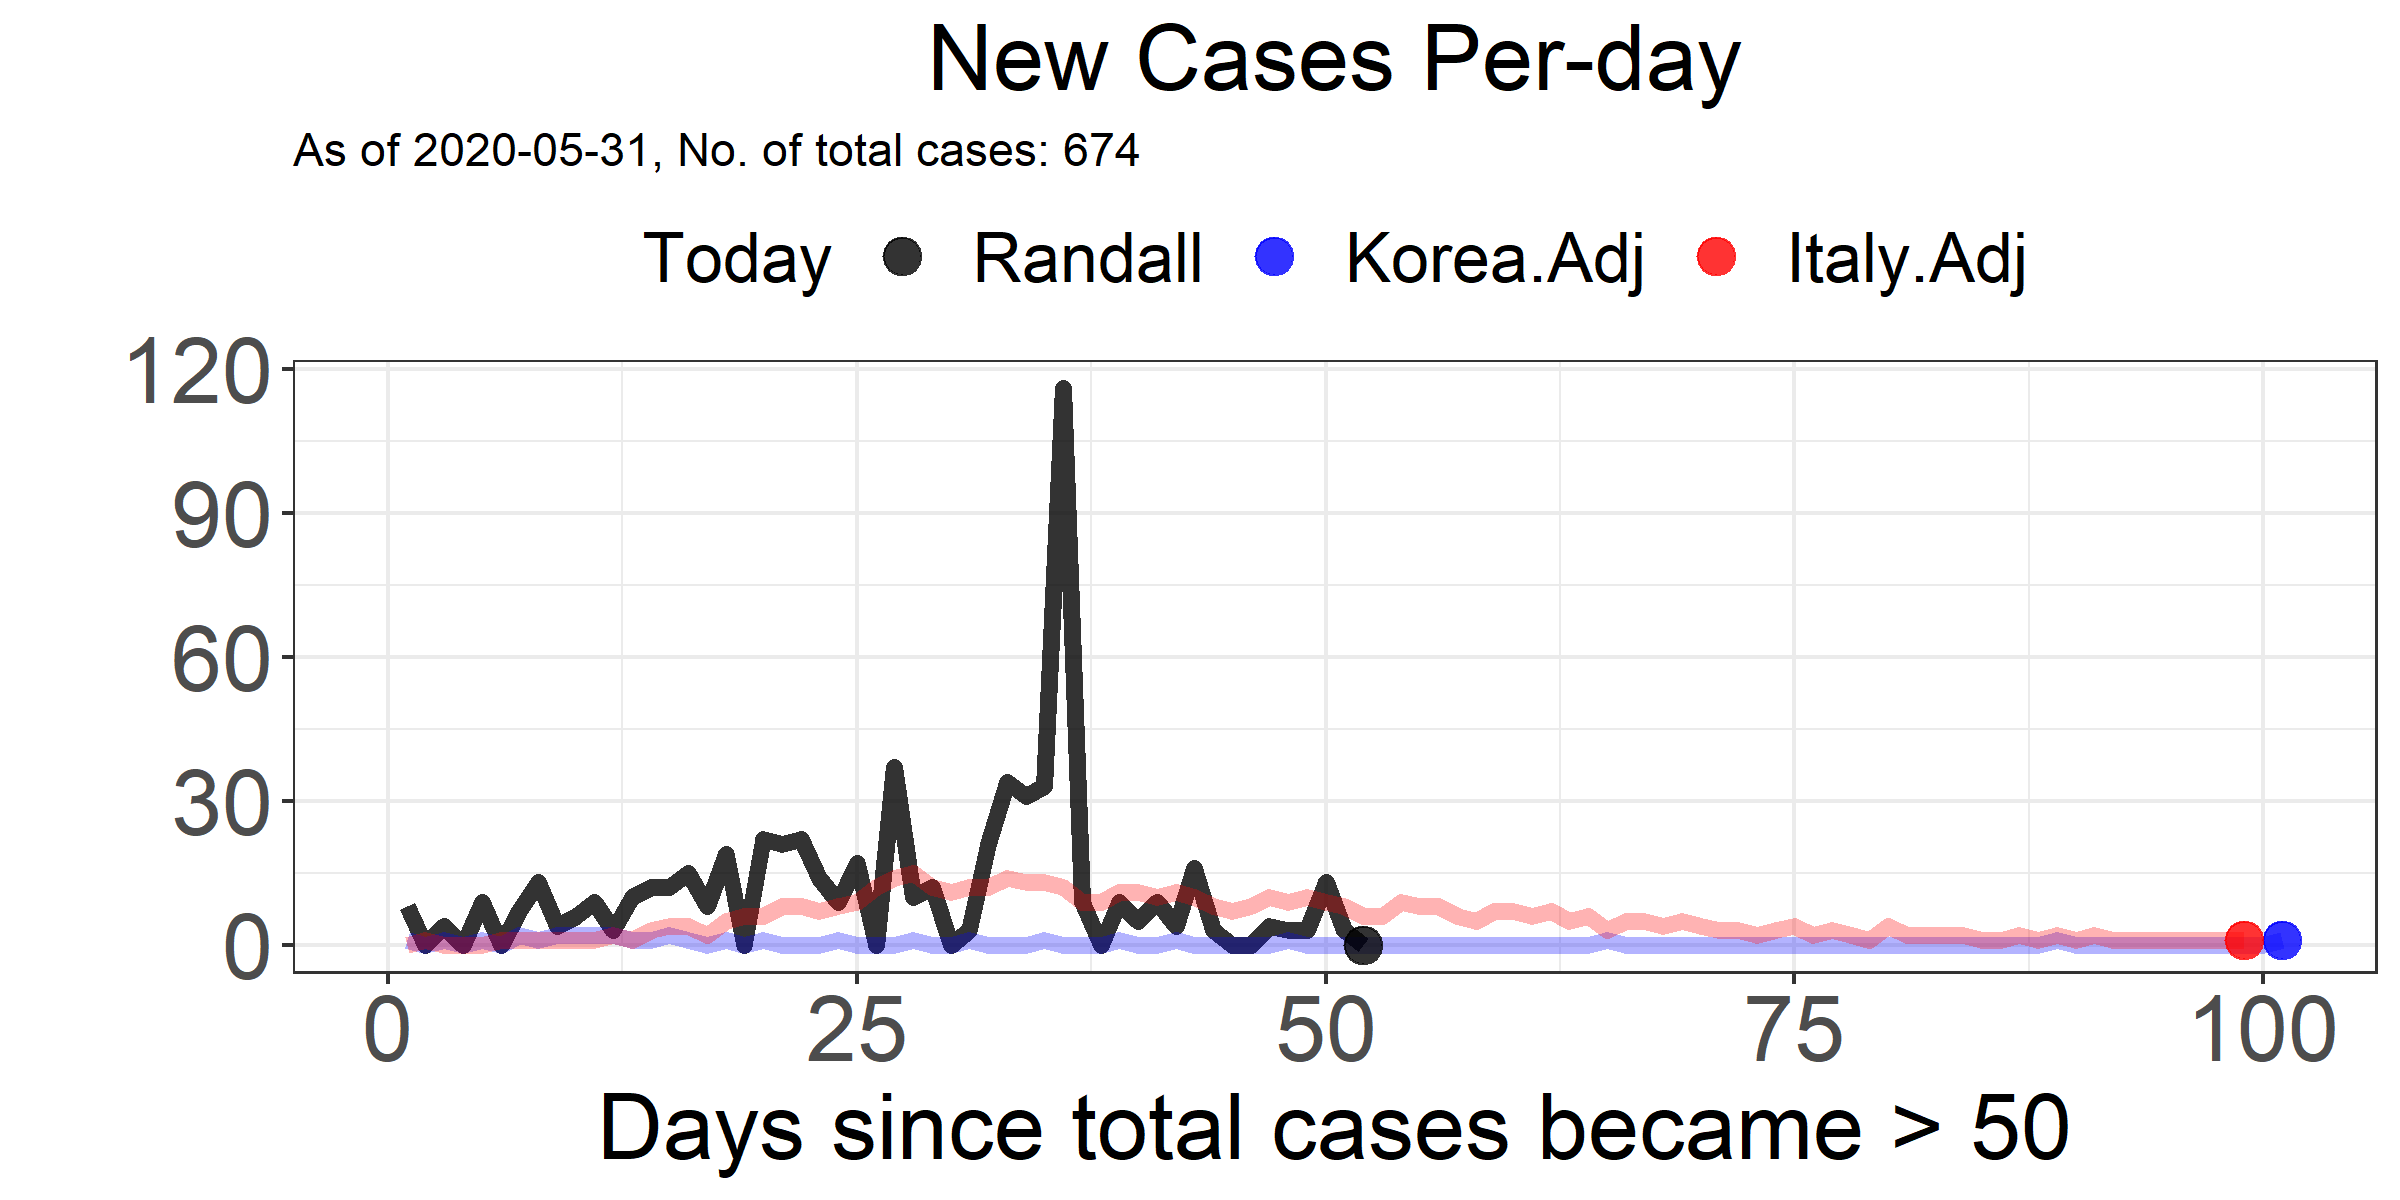 New Cases Per-day
As of 2020-05-31, No. of total cases: 674
Today Randall Korea.Adj Italy.Adj
120
90
60
30
0
0 25 50 75 100
Days since total cases became > 50